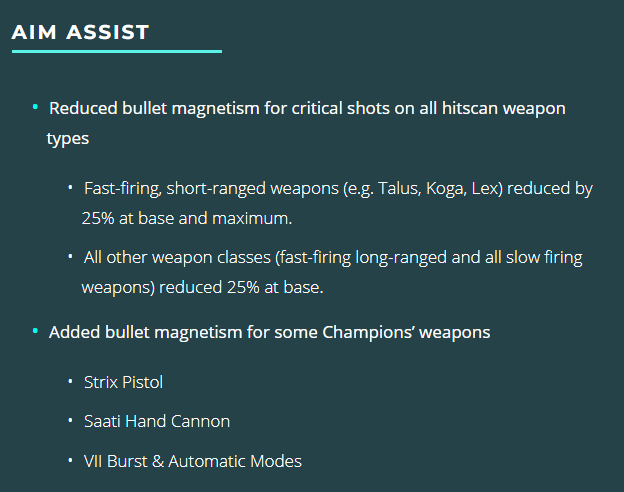 AIM ASSIST
• Reduced bullet magnetism for critical shots on all hitscan weapon
types
• Fast-firing, short-ranged weapons (e.g. Talus, Koga, Lex) reduced by
25% at base and maximum.
• All other weapon classes (fast-firing long-ranged and all slow firing
weapons) reduced 25% at base.
• Added bullet magnetism for some Champions’ weapons
• Strix Pistol
• Saati Hand Cannon
• VII Burst & Automatic Modes